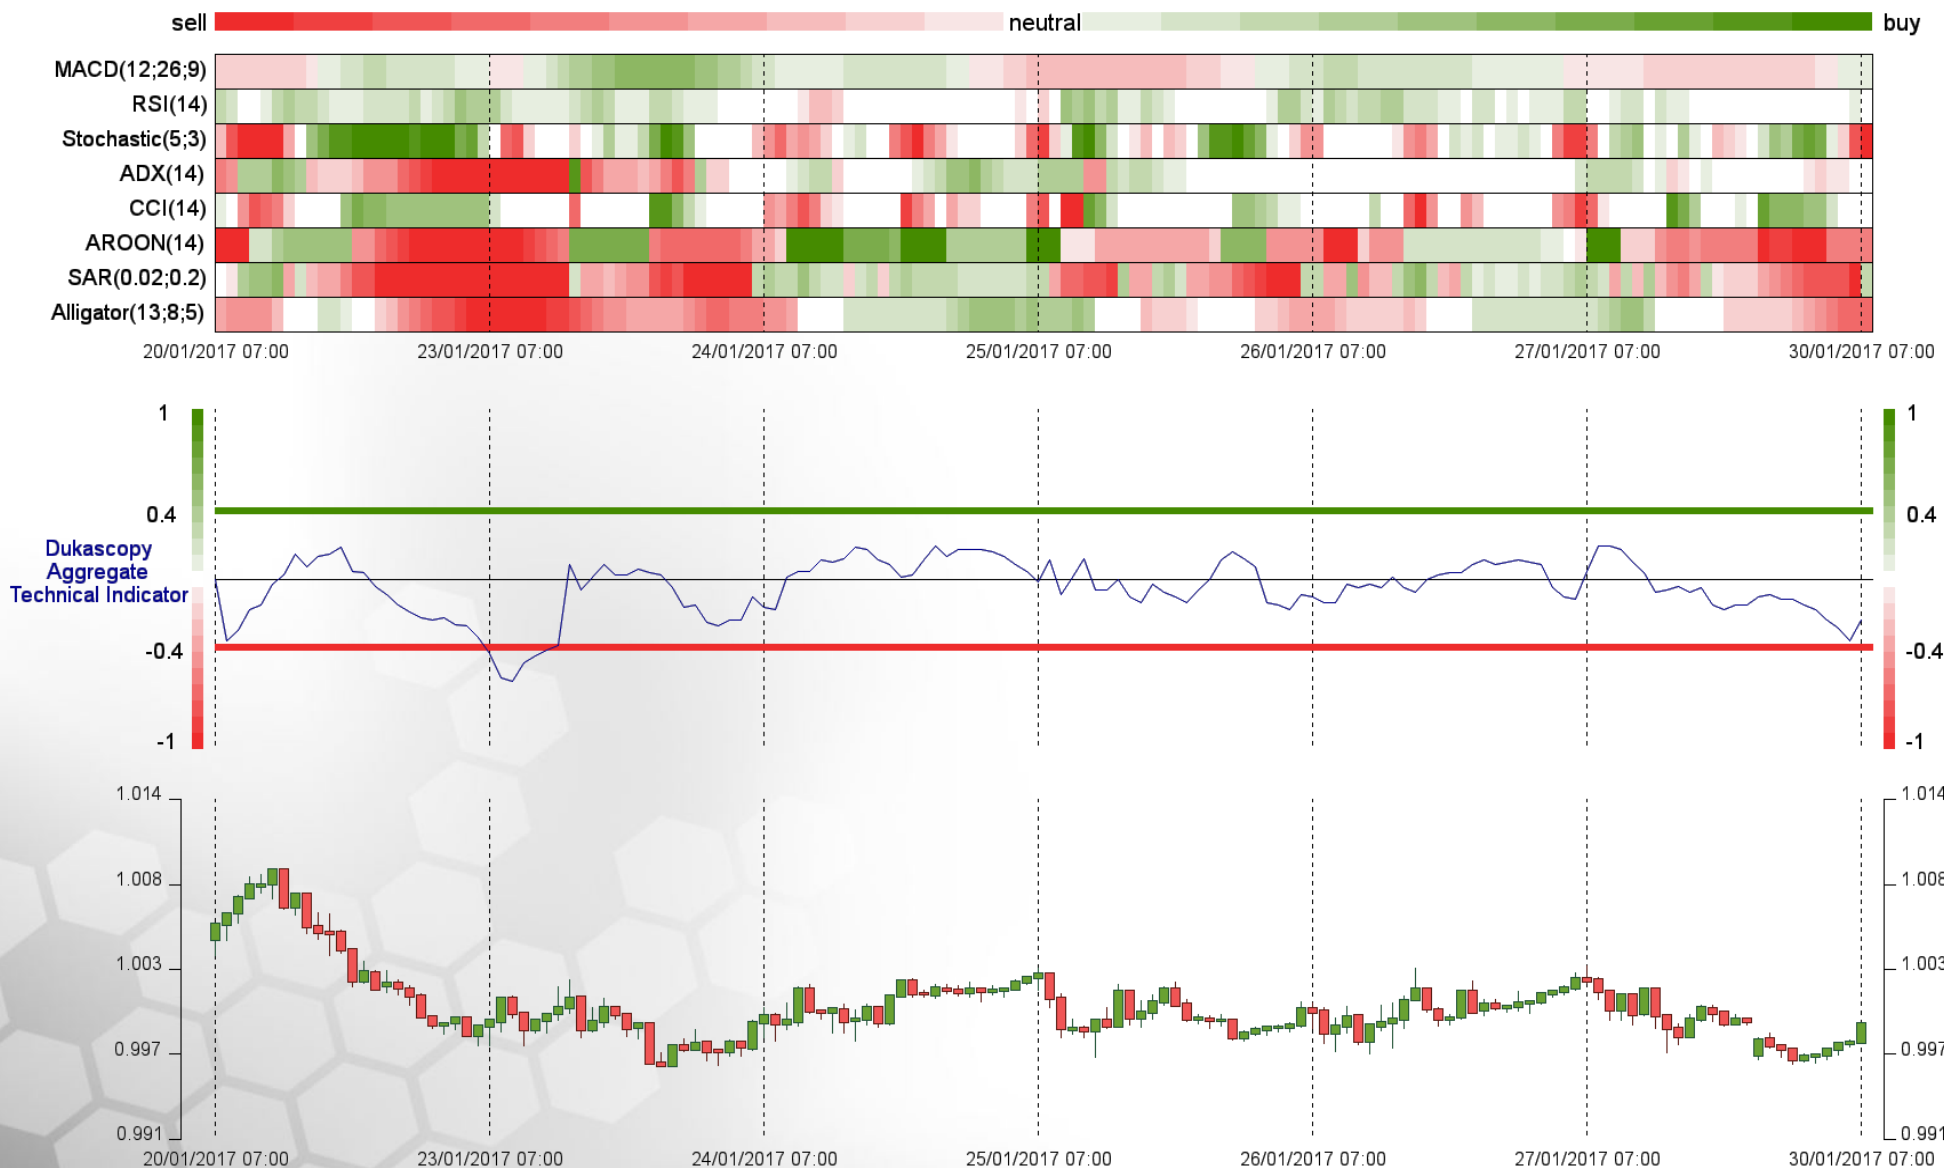 sell neutral buy
MACD(12;26;9)
RSI(14)
Stochastic(5;3)
ADX(14)
CCI(14)
AROON(14)
SAR(0.02;0.2)
Alligator(13;8;5)
20/01/2017 07:00 23/01/2017 07:00 24/01/2017 07:00 25/01/2017 07:00 26/01/2017 07:00 27/01/2017 07:00 30/01/2017 07:00
1 1
0.4 0.4
Dukascopy
Aggregate
Technical Indicator
-0.4 -0.4
-1 -1
1.014 1.014
1.008 1.008
1.003 1.003
0.997 0.997
0.991 0.991
20/01/2017 07:00 23/01/2017 07:00 24/01/2017 07:00 25/01/2017 07:00 26/01/2017 07:00 27/01/2017 07:00 30/01/2017 07:00